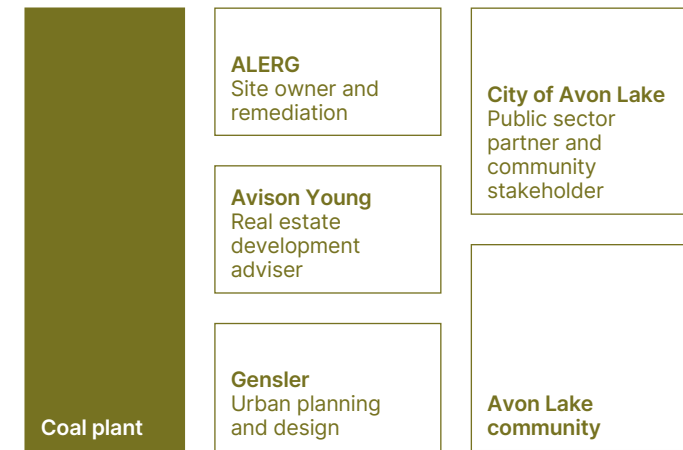 ALERG
Site owner and
remediation
City of Avon Lake
Public sector
partner and
community
stakeholder
Avison Young
Real estate
development
adviser
Gensler
Urban planning
and design
Avon Lake
community
Coal plant